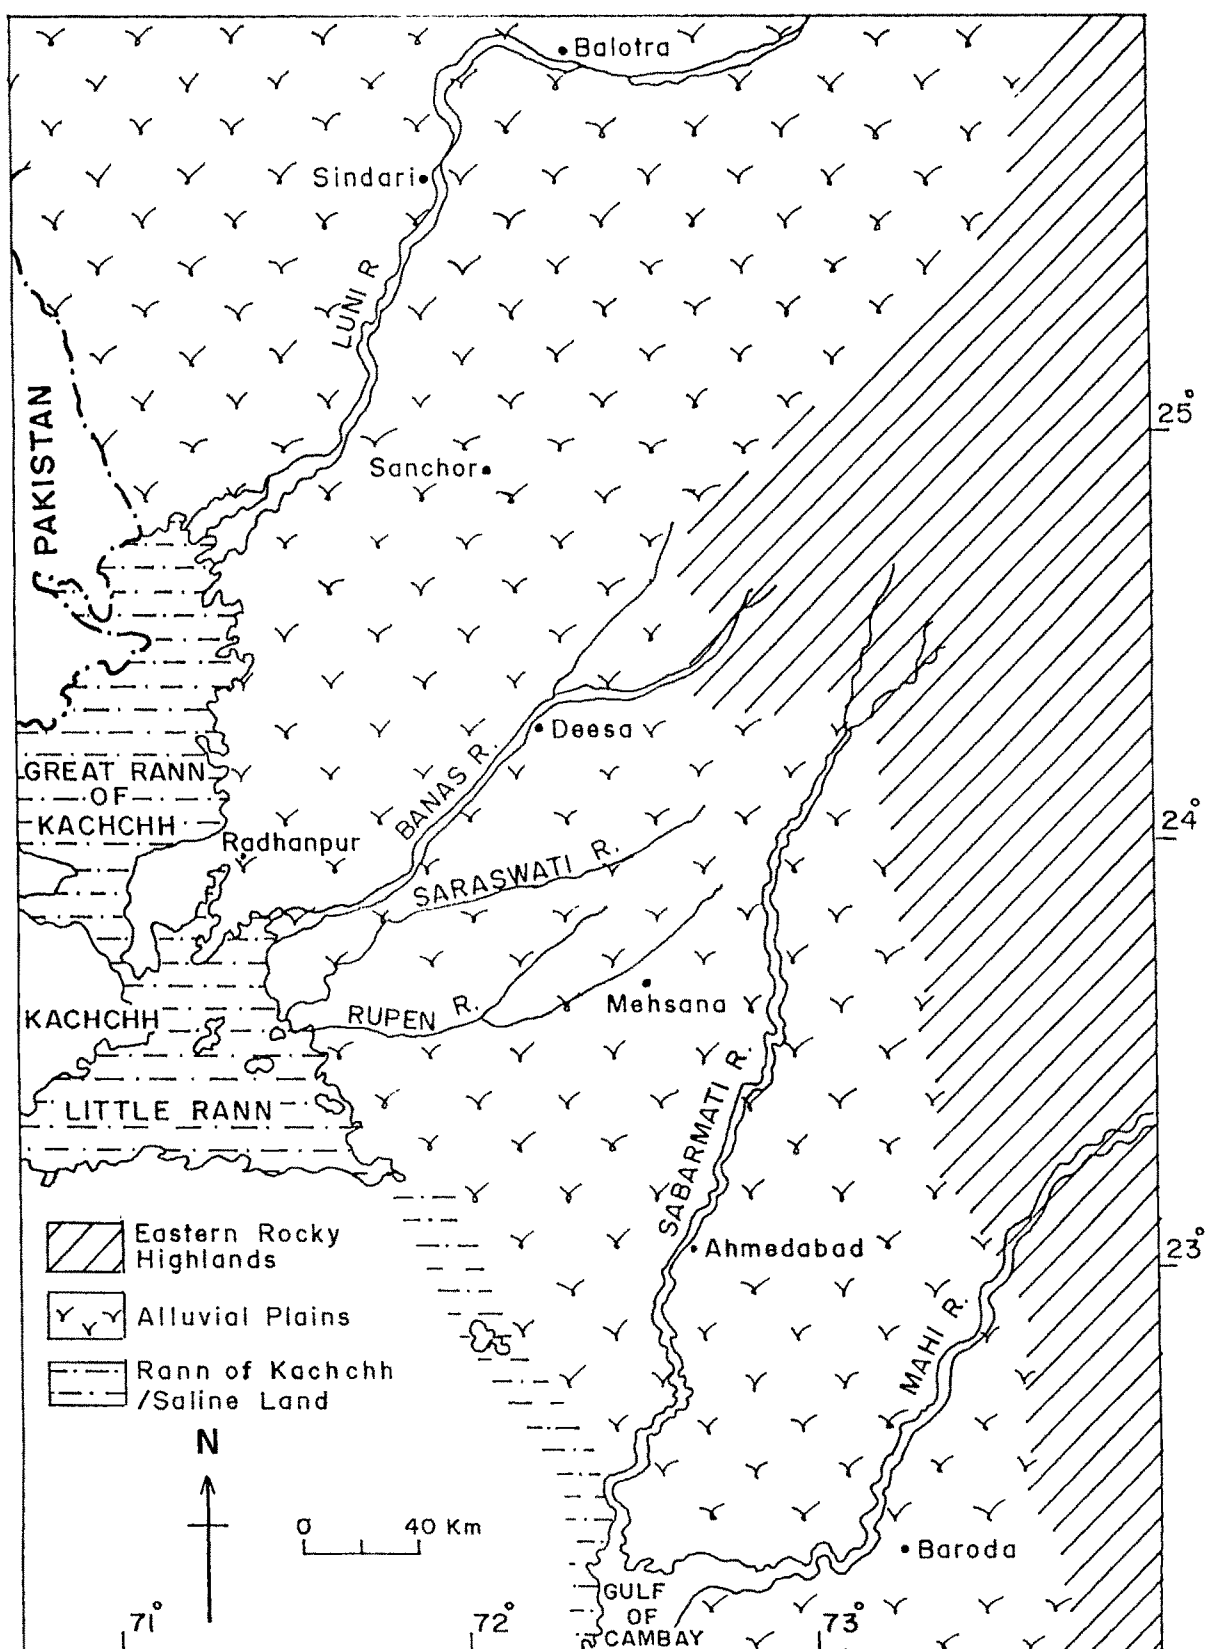 Balotra
Sindari
LUNI R
PAKISTAN
25°
Sanchor
Deesa
BANAS R.
GREAT RANN
OF
KACHCHH
24°
Radhanpur
SARASWATI R.
Mehsana
KACHCHH
RUPEN R.
LITTLE RANN
SABARMATI R.
Ahmedabad
23°
Eastern Rocky
Highlands
Alluvial Plains
Rann of Kachchh
/Saline Land
MAHI R.
N
0 40 Km
Baroda
GULF
OF
CAMBAY
71° 72° 73°